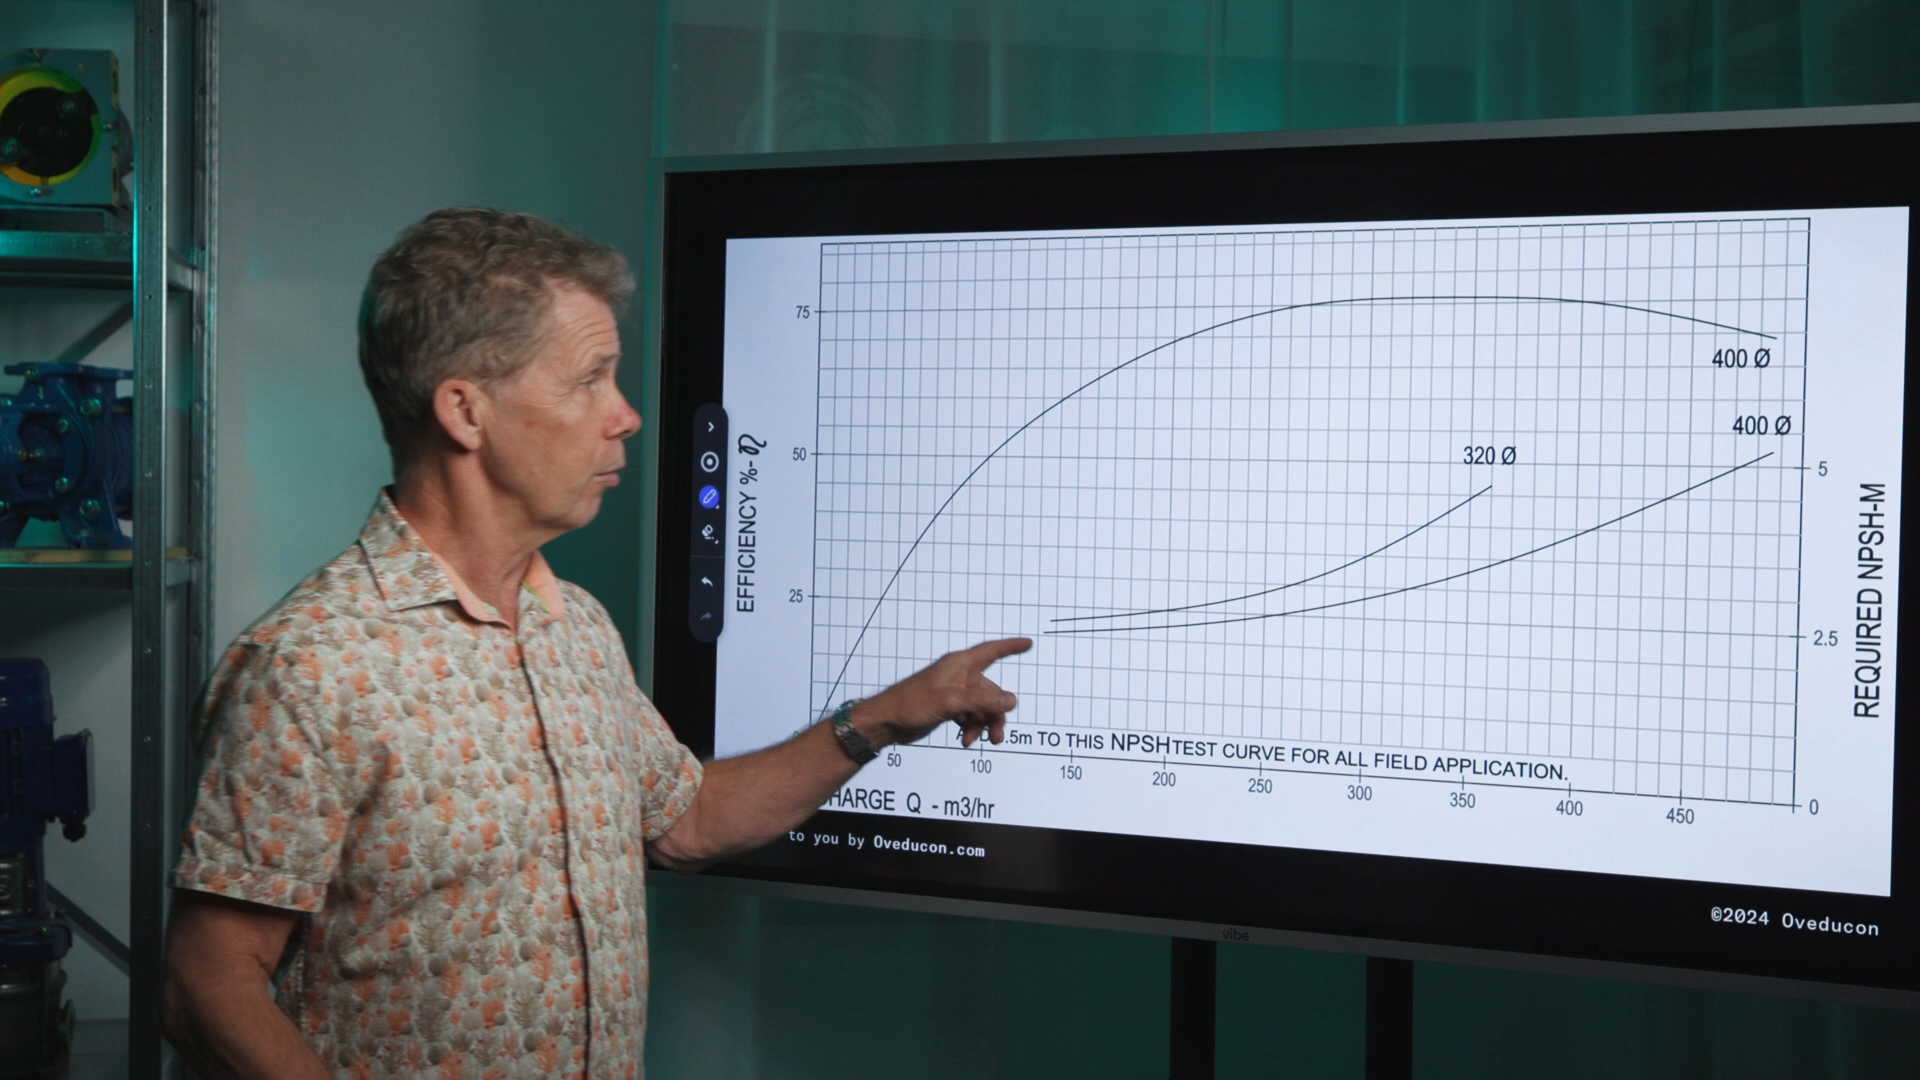 75
400 Ø
400 Ø
320 Ø
50
5
EFFICIENCY %-
REQUIRED NPSH-M
25
2.5
.5m TO THIS NPSH TEST CURVE FOR ALL FIELD APPLICATION.
50 100 150 200 250 300 350 400 450
0
HARGE Q - m3/hr
to you by Oveducon.com
©2024 Oveducon
vibe